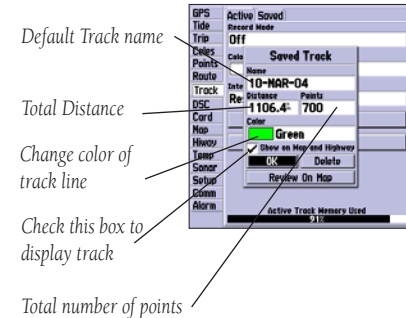 Default Track name
Total Distance
Change color of
track line
Check this box to
display track
Total number of points
GPS
Tide
Trip
Celes
Points
Route
Track
DSC
Card
Map
Hiway
Temp
Sonar
Setup
Comm
Alarm
Active Saved
Record Mode
Off
Colo
Inte
Re
Saved Track
Name
10-MAR-04
Distance Points
1106.4 700
Color
Green
Show on Map and Highway
OK Delete
Review On Map
Active Track Memory Used
91%